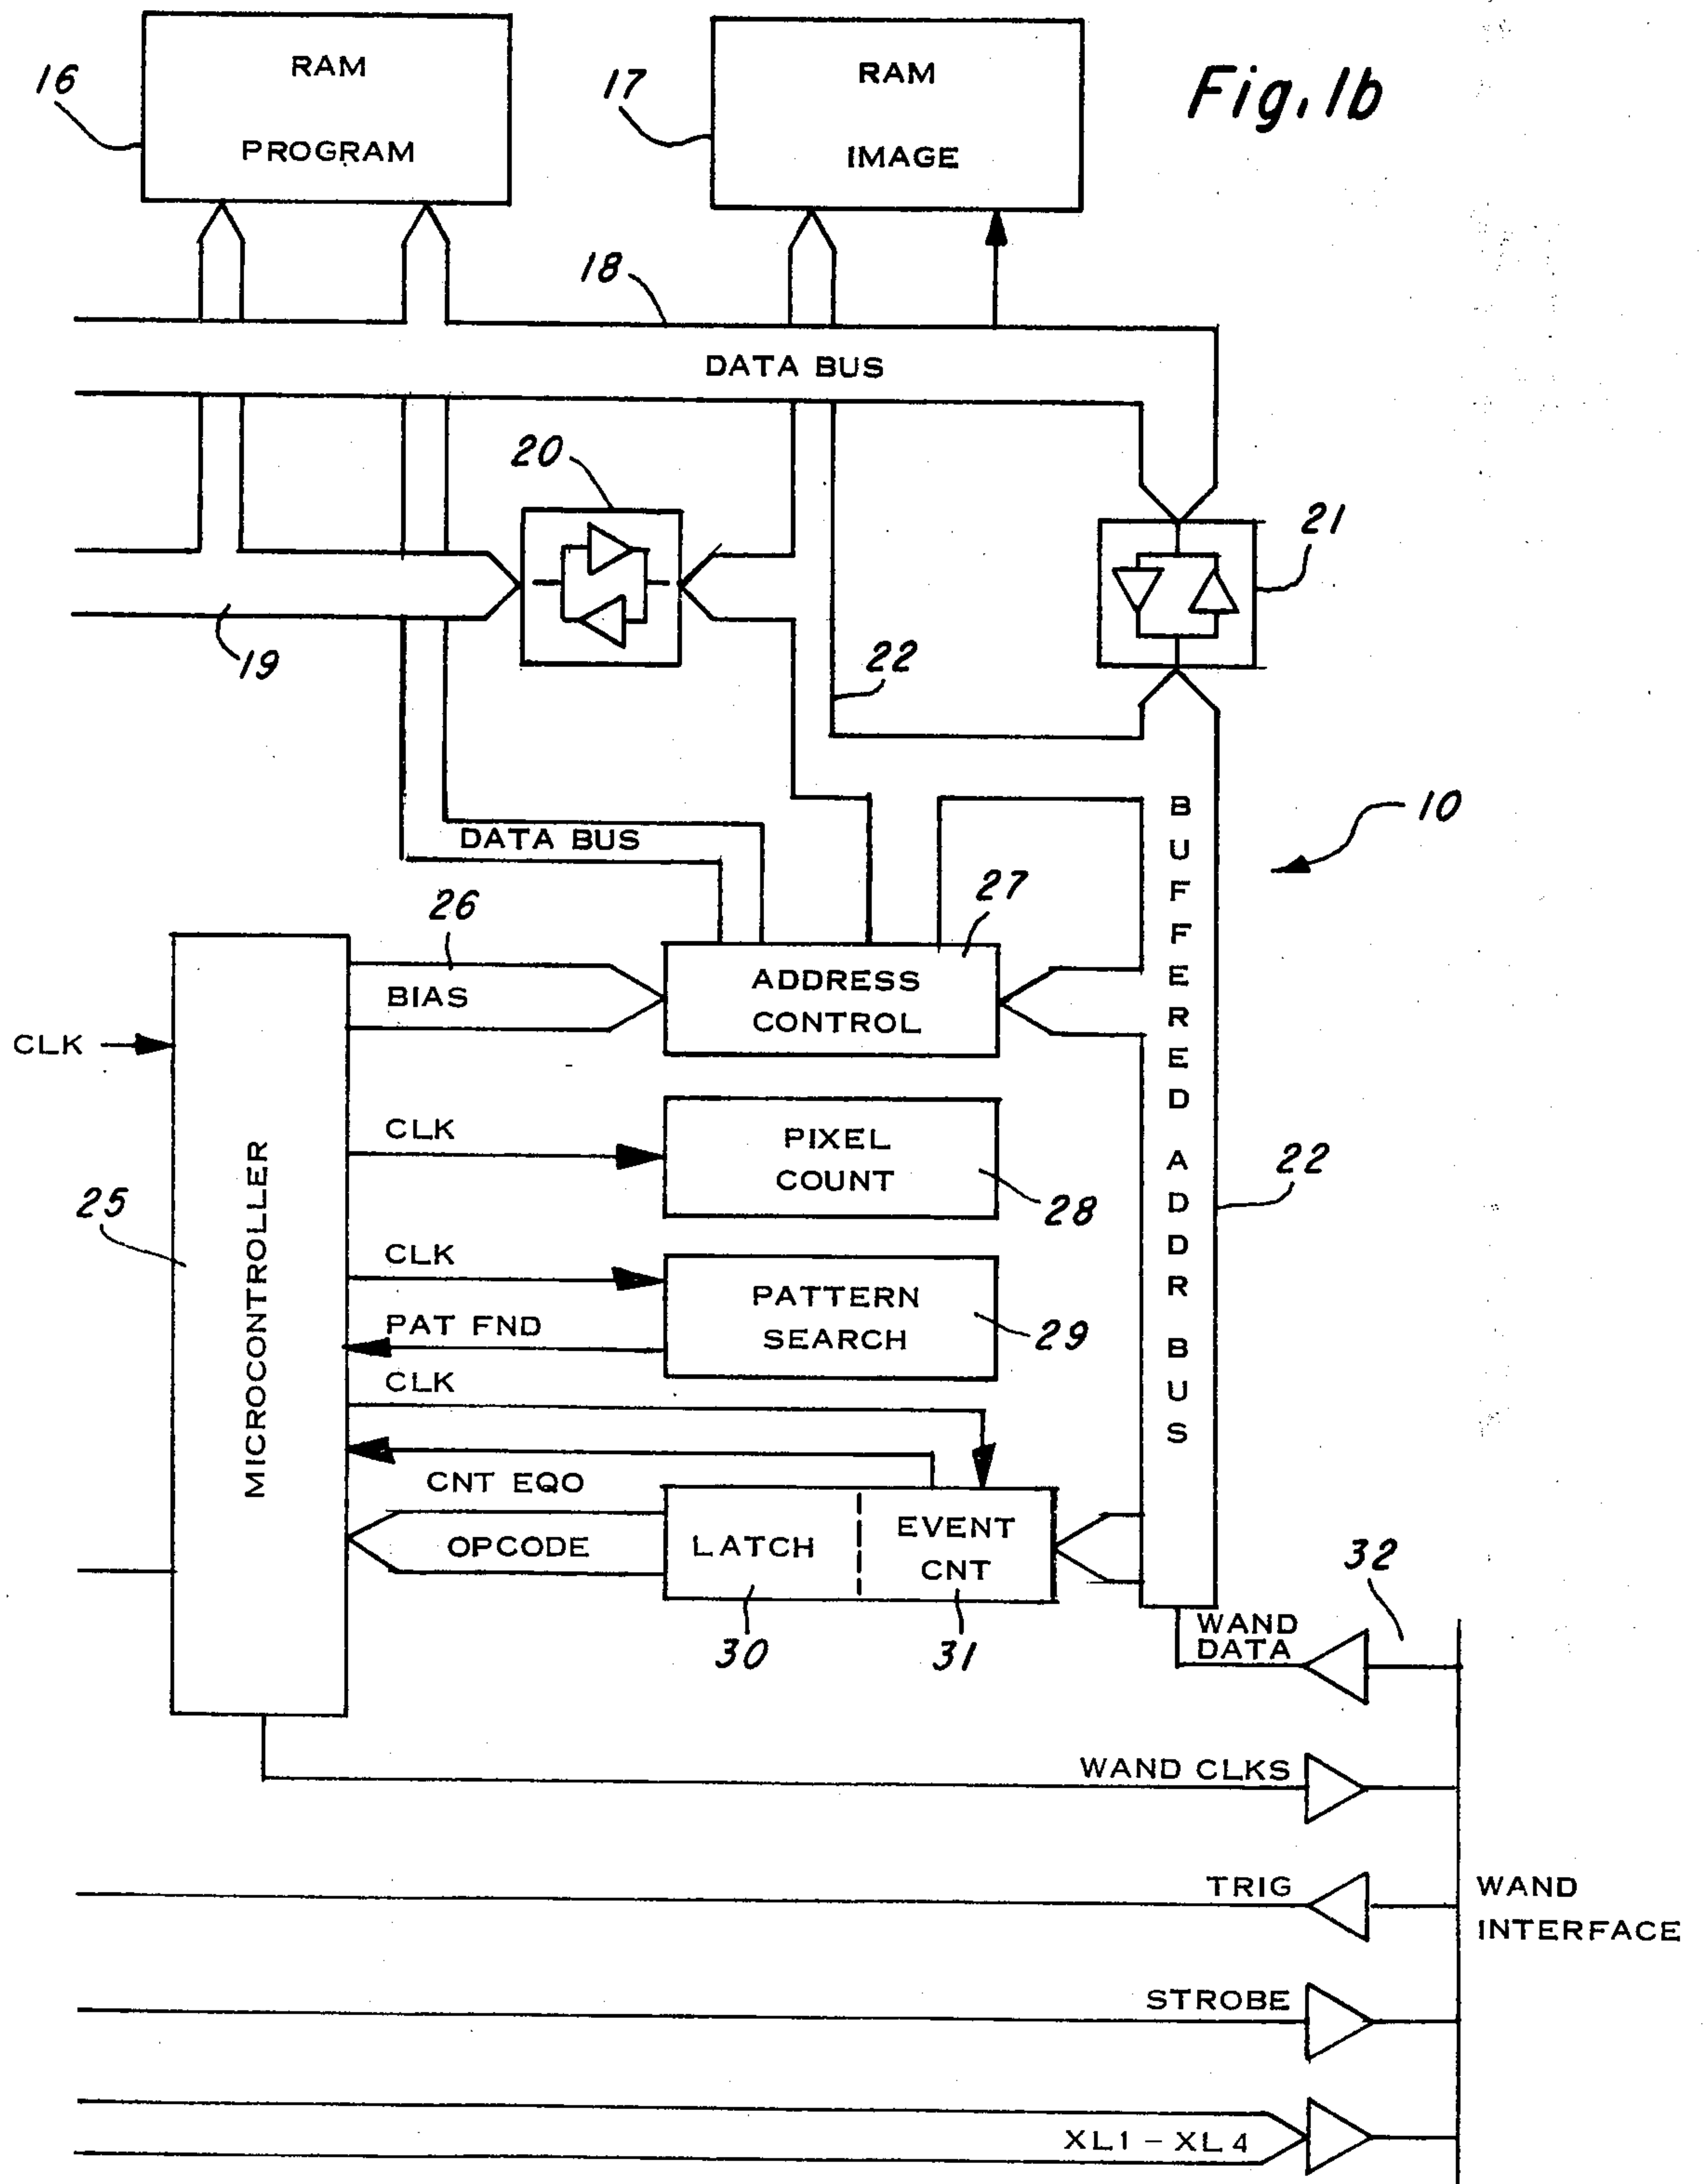 Fig. 1b
16
RAM
PROGRAM
17
RAM
IMAGE
18
DATA BUS
20
21
19
22
10
DATA BUS
BUFFERED ADDR BUS
26
27
BIAS
ADDRESS
CONTROL
CLK
CLK
PIXEL
COUNT
28
22
25
MICROCONTROLLER
CLK
PATTERN
SEARCH
29
PAT FND
CLK
CNT EQO
OPCODE
LATCH
EVENT
CNT
30
31
32
WAND
DATA
WAND CLKS
TRIG
WAND
INTERFACE
STROBE
XL1 - XL4